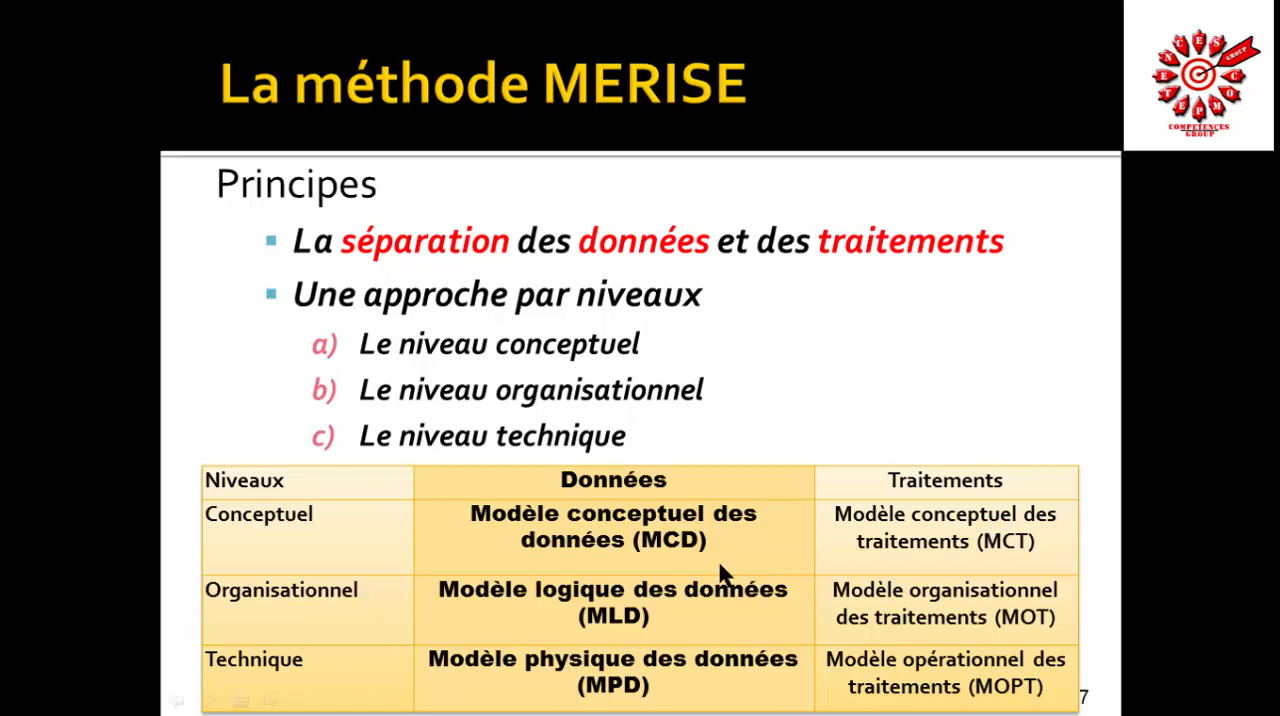 La méthode MERISE
COMPETENCES
GROUP
GROUP
Principes
La séparation des données et des traitements
Une approche par niveaux
a) Le niveau conceptuel
b) Le niveau organisationnel
c) Le niveau technique
Niveaux
Données
Traitements
Conceptuel
Modèle conceptuel des
données (MCD)
Modèle conceptuel des
traitements (MCT)
Organisationnel
Modèle logique des données
(MLD)
Modèle organisationnel
des traitements (MOT)
Technique
Modèle physique des données
(MPD)
Modèle opérationnel des
traitements (MOPT)
7